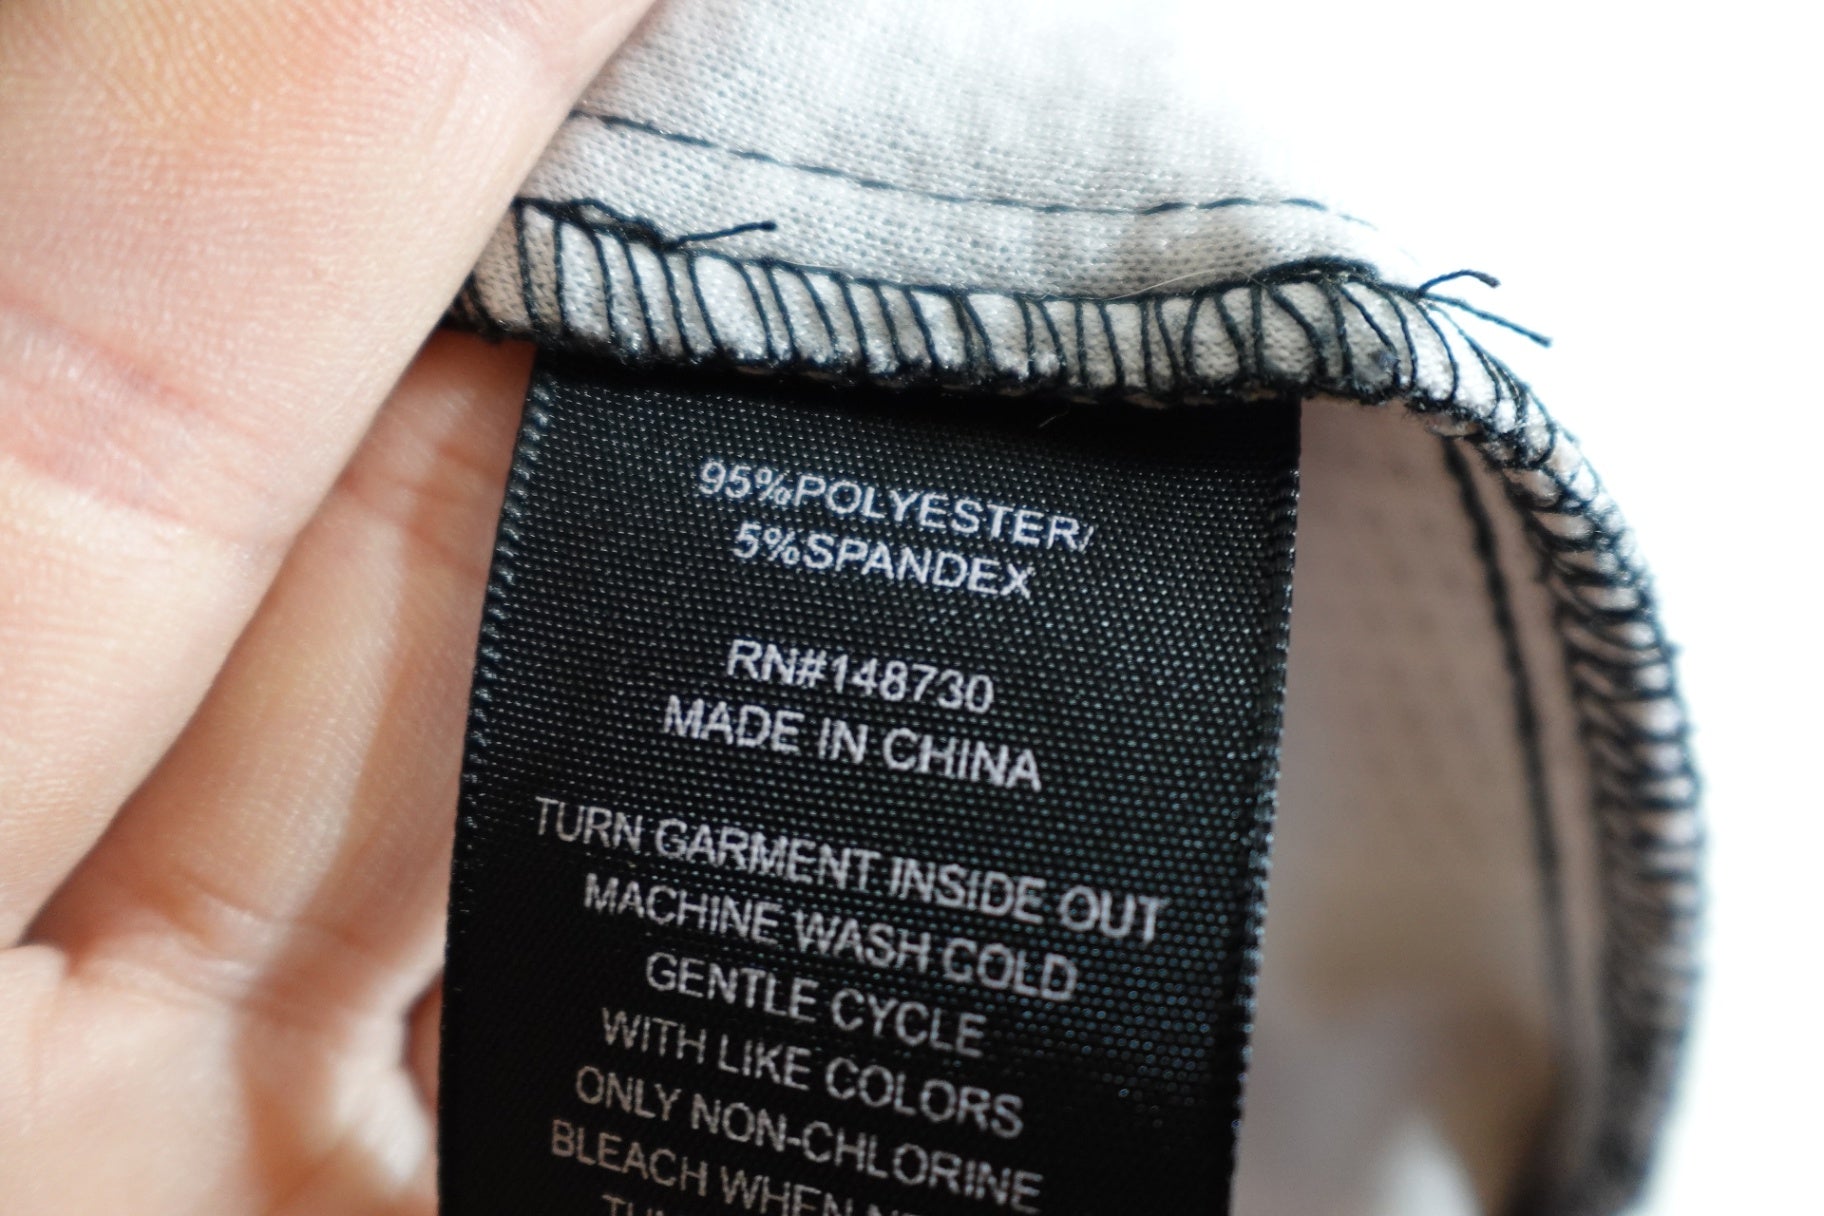 95%POLYESTER/
5%SPANDEX
RN#148730
MADE IN CHINA
TURN GARMENT INSIDE OUT
MACHINE WASH COLD
GENTLE CYCLE
WITH LIKE COLORS
ONLY NON-CHLORINE
BLEACH WHEN